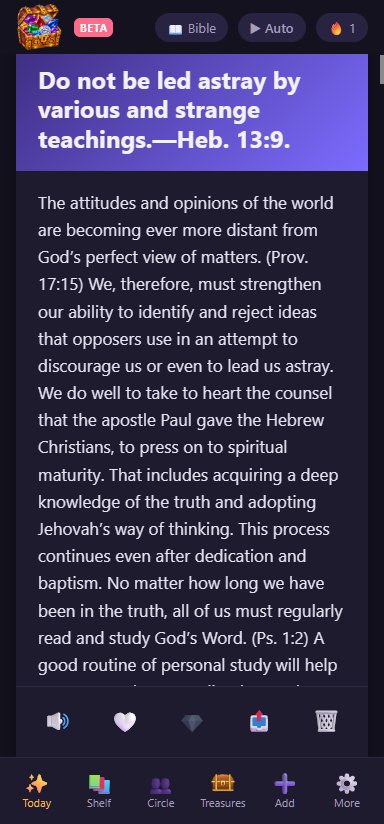 BETA
Bible
Auto
1
Do not be led astray by
various and strange
teachings.—Heb. 13:9.
The attitudes and opinions of the world
are becoming ever more distant from
God’s perfect view of matters. (Prov.
17:15) We, therefore, must strengthen
our ability to identify and reject ideas
that opposers use in an attempt to
discourage us or even to lead us astray.
We do well to take to heart the counsel
that the apostle Paul gave the Hebrew
Christians, to press on to spiritual
maturity. That includes acquiring a deep
knowledge of the truth and adopting
Jehovah’s way of thinking. This process
continues even after dedication and
baptism. No matter how long we have
been in the truth, all of us must regularly
read and study God’s Word. (Ps. 1:2) A
good routine of personal study will help
Today
Shelf
Circle
Treasures
Add
More